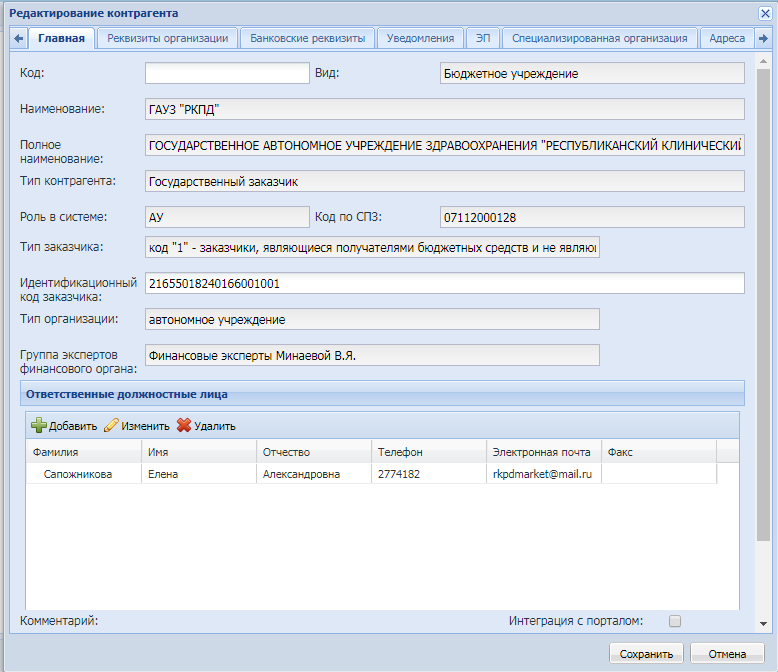 Редактирование контрагента
Главная Реквизиты организации Банковские реквизиты Уведомления ЭП Специализированная организация Адреса
Код: Вид: Бюджетное учреждение
Наименование: ГАУЗ "РКПД"
Полное
наименование: ГОСУДАРСТВЕННОЕ АВТОНОМНОЕ УЧРЕЖДЕНИЕ ЗДРАВООХРАНЕНИЯ "РЕСПУБЛИКАНСКИЙ КЛИНИЧЕСКИЙ
Тип контрагента: Государственный заказчик
Роль в системе: АУ Код по СПЗ: 07112000128
Тип заказчика: код "1" - заказчики, являющиеся получателями бюджетных средств и не являю
Идентификационный
код заказчика: 21655018240166001001
Тип организации: автономное учреждение
Группа экспертов
финансового органа: Финансовые эксперты Минаевой В.Я.
Ответственные должностные лица
Добавить Изменить Удалить
Фамилия Имя Отчество Телефон Электронная почта Факс
Сапожникова Елена Александровна 2774182 rkpdmarket@mail.ru
Комментарий: Интеграция с порталом:
Сохранить Отмена